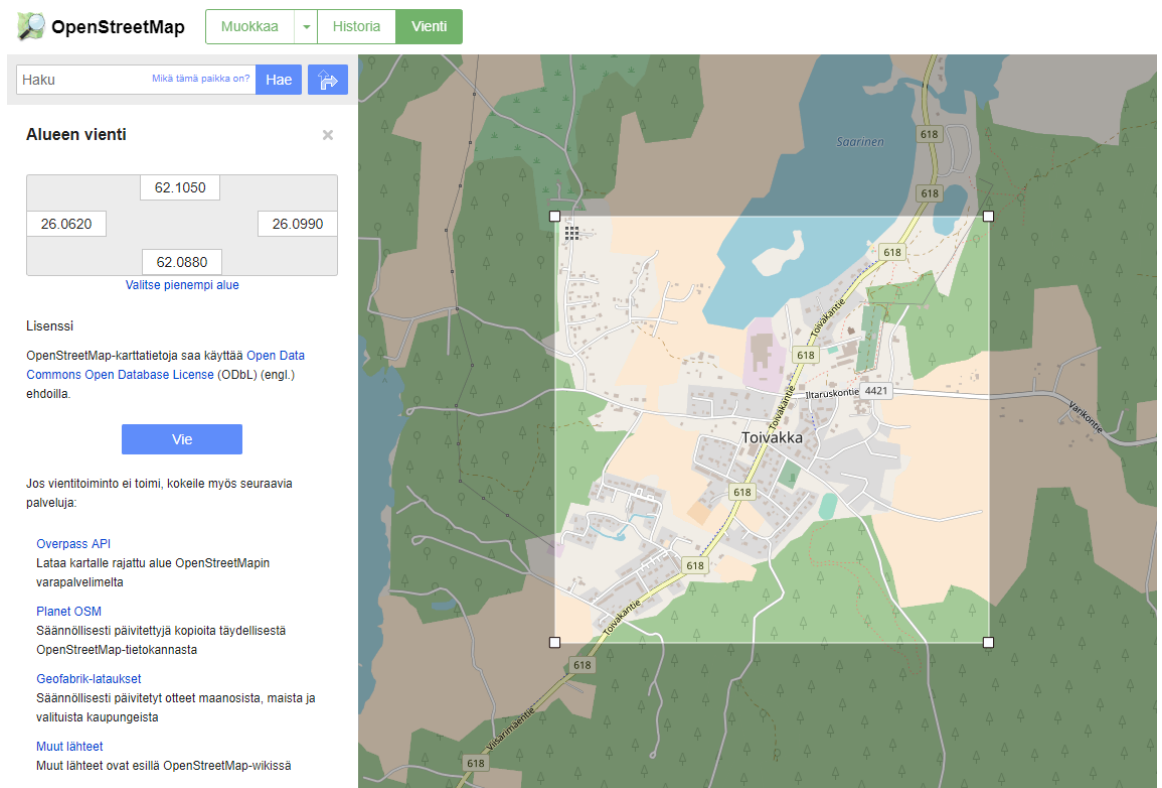 OpenStreetMap
Muokkaa
Historia
Vienti
Haku
Mikä tämä paikka on?
Hae
Alueen vienti
×
62.1050
26.0620
26.0990
62.0880
Valitse pienempi alue
Lisenssi
OpenStreetMap-karttatietoja saa käyttää Open Data
Commons Open Database License (ODbL) (engl.)
ehdoilla.
Vie
Jos vientitoiminto ei toimi, kokeile myös seuraavia
palveluja:
Overpass API
Lataa kartalle rajattu alue OpenStreetMapin
varapalvelimelta
Planet OSM
Säännöllisesti päivitettyjä kopioita täydellisestä
OpenStreetMap-tietokannasta
Geofabrik-lataukset
Säännöllisesti päivitetyt otteet maanosista, maista ja
valituista kaupungeista
Muut lähteet
Muut lähteet ovat esillä OpenStreetMap-wikissä
618
Saarinen
618
618
Toivakantie
618
Iltaruskontie
4421
Toivakantie
Varikontie
Toivakka
618
618
Toivakantie
618
Viisarimäentie
618